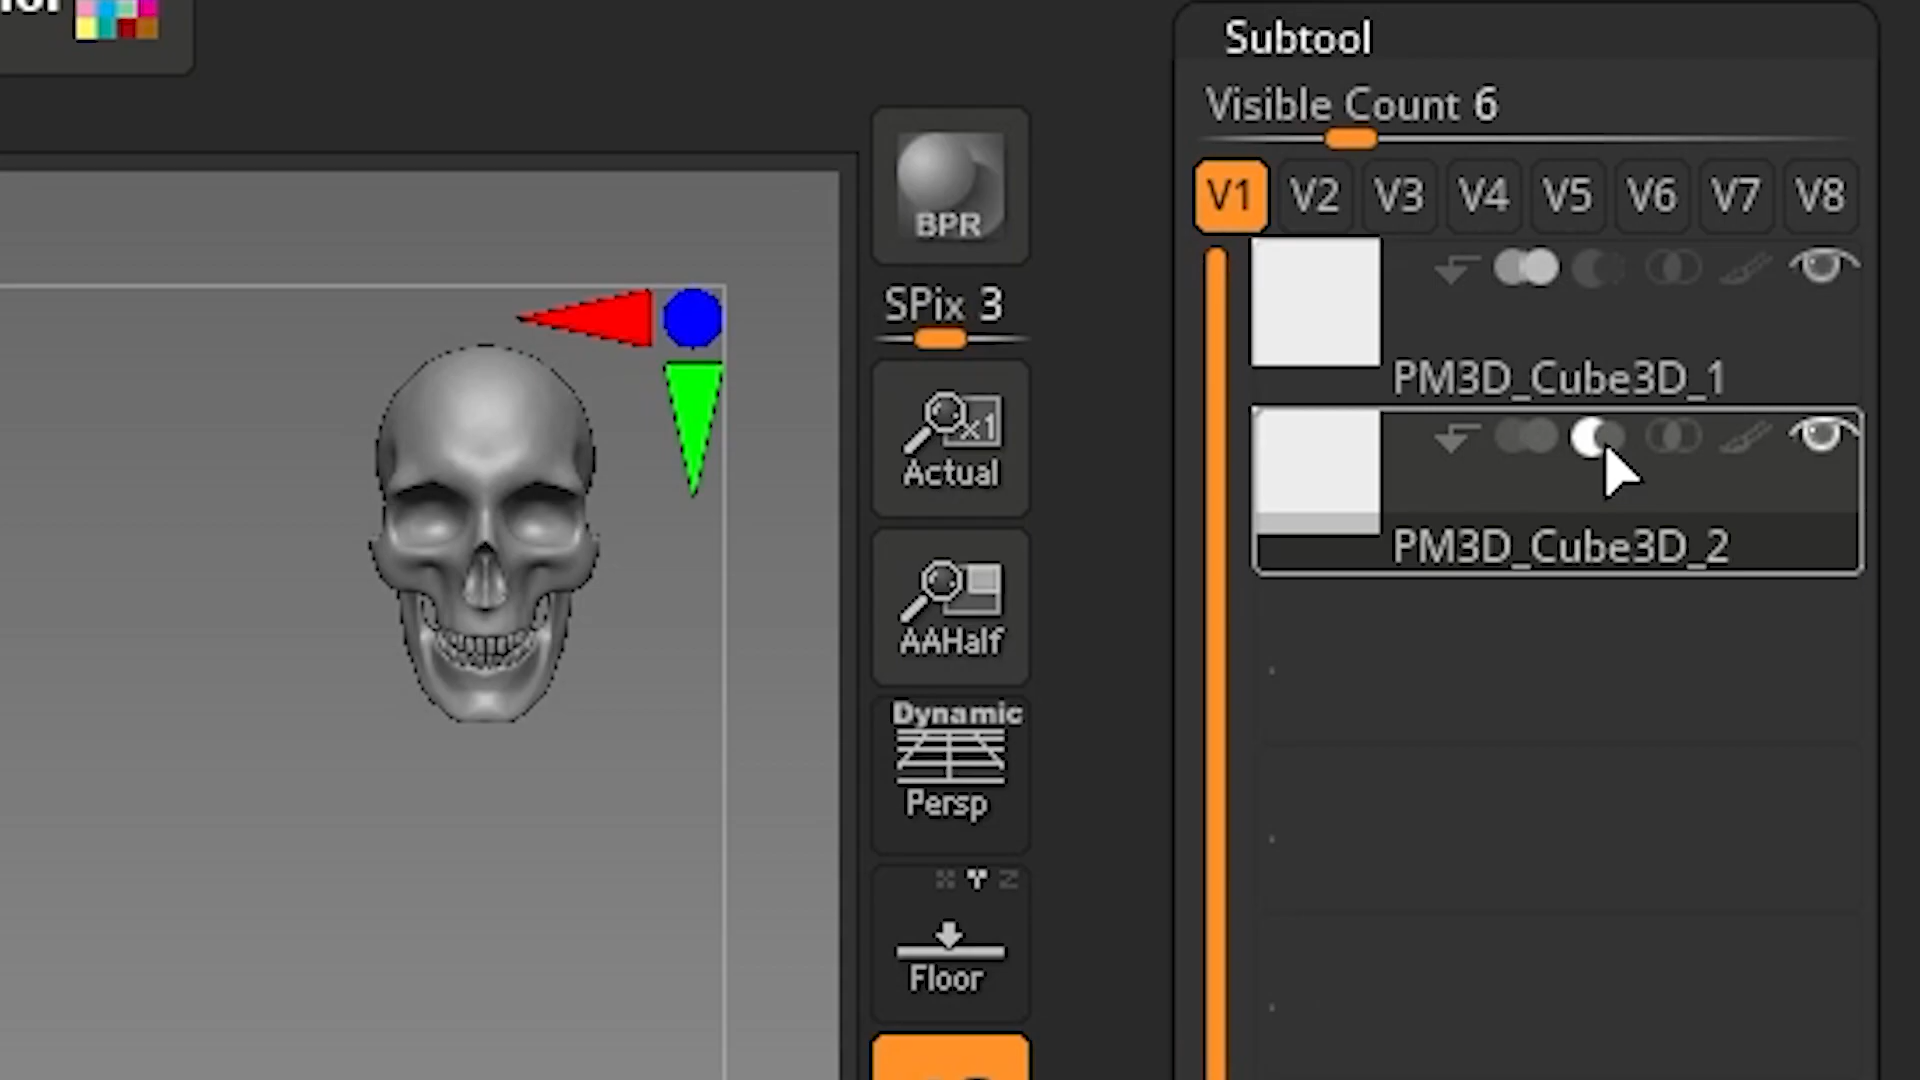 Subtool
Visible Count 6
V1 V2 V3 V4 V5 V6 V7 V8
PM3D_Cube3D_1
PM3D_Cube3D_2
BPR
SPix 3
x1
Actual
AAHalf
Dynamic
Persp
X Y Z
Floor